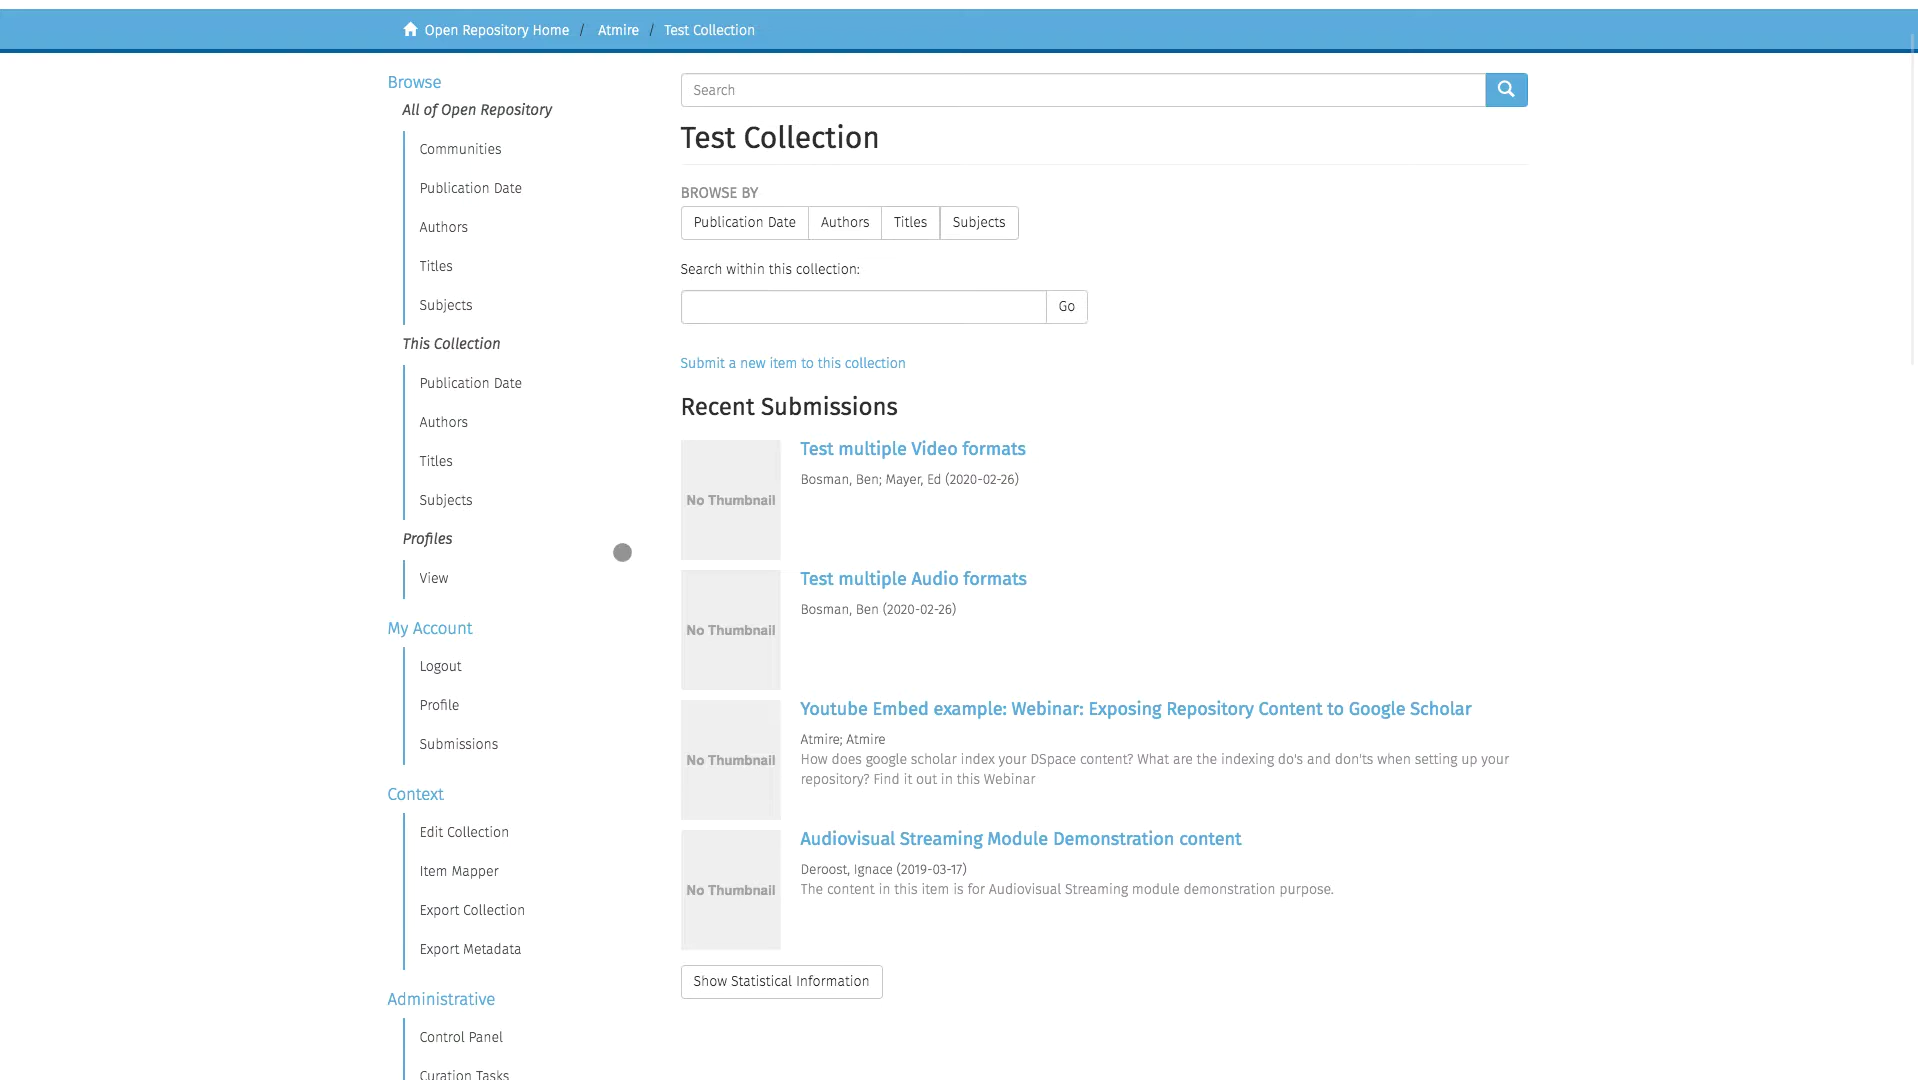 Open Repository Home / Atmire / Test Collection
Browse
All of Open Repository
Communities
Publication Date
Authors
Titles
Subjects
This Collection
Publication Date
Authors
Titles
Subjects
Profiles
View
My Account
Logout
Profile
Submissions
Context
Edit Collection
Item Mapper
Export Collection
Export Metadata
Administrative
Control Panel
Curation Tasks
Search
Test Collection
BROWSE BY
Publication Date Authors Titles Subjects
Search within this collection:
Go
Submit a new item to this collection
Recent Submissions
No Thumbnail
Test multiple Video formats
Bosman, Ben; Mayer, Ed (2020-02-26)
No Thumbnail
Test multiple Audio formats
Bosman, Ben (2020-02-26)
No Thumbnail
Youtube Embed example: Webinar: Exposing Repository Content to Google Scholar
Atmire; Atmire
How does google scholar index your DSpace content? What are the indexing do's and don'ts when setting up your
repository? Find it out in this Webinar
No Thumbnail
Audiovisual Streaming Module Demonstration content
Deroost, Ignace (2019-03-17)
The content in this item is for Audiovisual Streaming module demonstration purpose.
Show Statistical Information